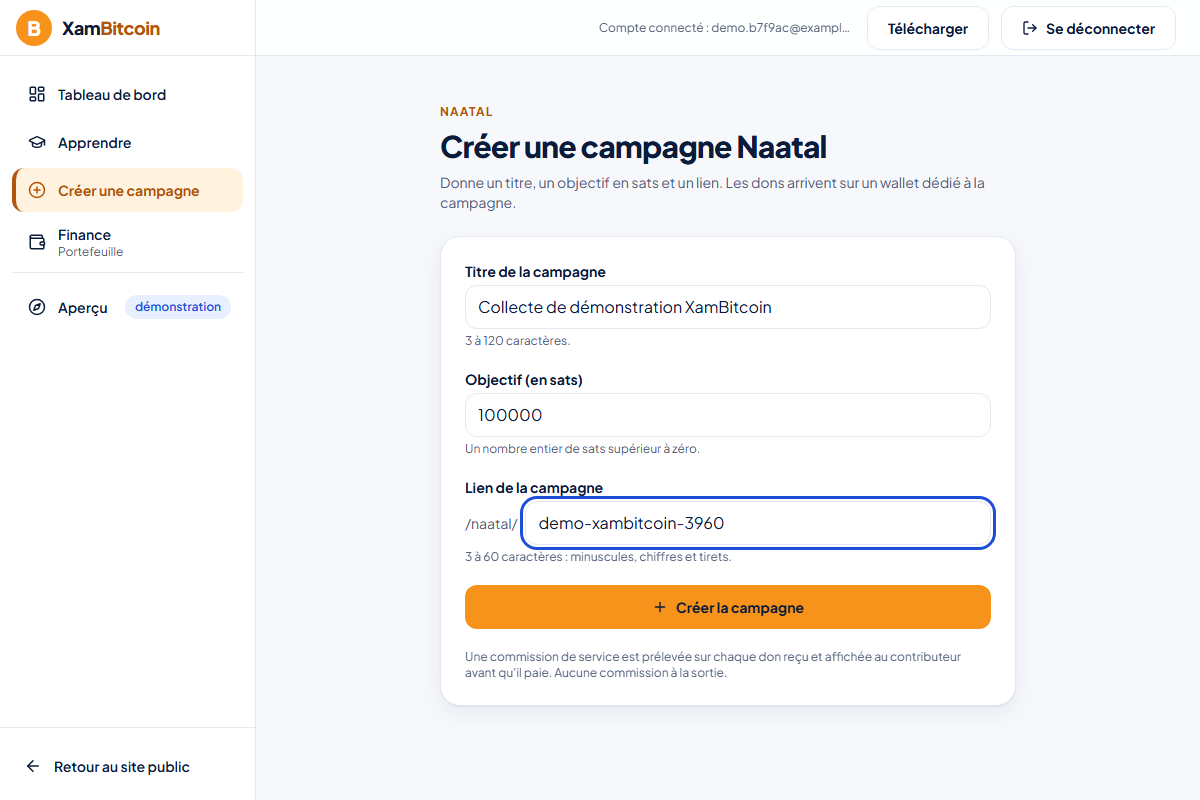 B XamBitcoin
Compte connecté : demo.b7f9ac@exampl...
Télécharger
Se déconnecter
Tableau de bord
Apprendre
Créer une campagne
Finance
Portefeuille
Aperçu démonstration
Retour au site public
NAATAL
Créer une campagne Naatal
Donne un titre, un objectif en sats et un lien. Les dons arrivent sur un wallet dédié à la
campagne.
Titre de la campagne
Collecte de démonstration XamBitcoin
3 à 120 caractères.
Objectif (en sats)
100000
Un nombre entier de sats supérieur à zéro.
Lien de la campagne
/naatal/ demo-xambitcoin-3960
3 à 60 caractères : minuscules, chiffres et tirets.
+ Créer la campagne
Une commission de service est prélevée sur chaque don reçu et affichée au contributeur
avant qu'il paie. Aucune commission à la sortie.